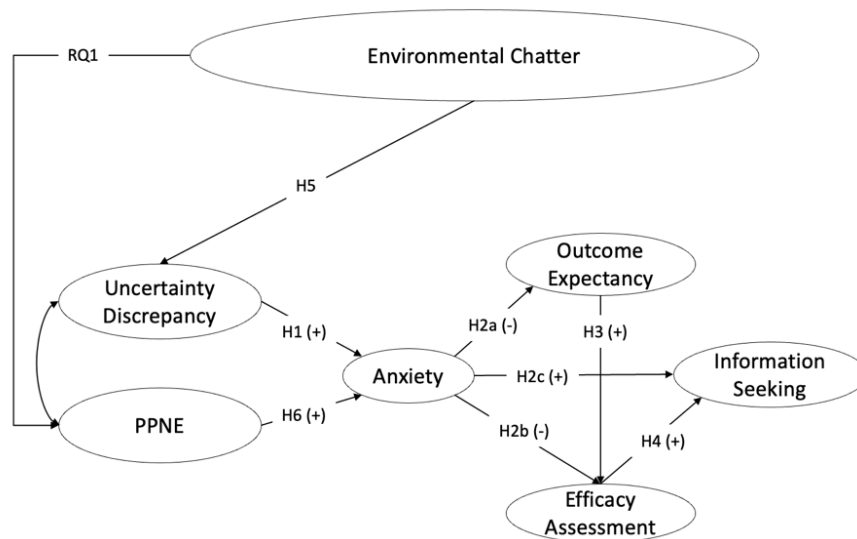 RQ1
Environmental Chatter
H5
Outcome
Expectancy
Uncertainty
Discrepancy
H1 (+)
H2a (-)
H3 (+)
Anxiety
H2c (+)
Information
Seeking
PPNE
H6 (+)
H2b (-)
H4 (+)
Efficacy
Assessment